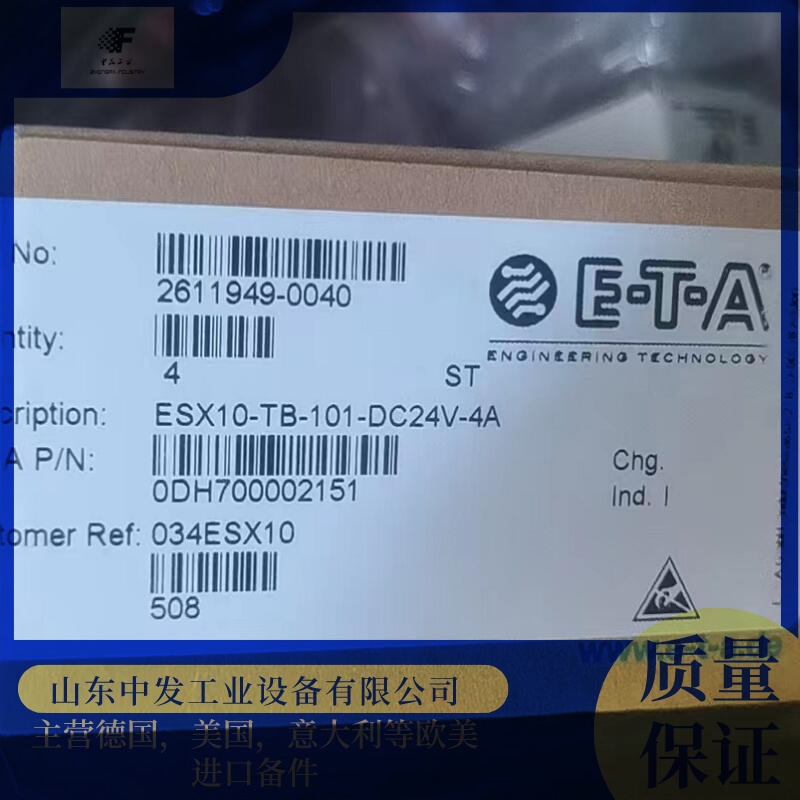 No:
2611949-0040
E-T-A
ENGINEERING TECHNOLOGY
ntity:
4 ST
cription: ESX10-TB-101-DC24V-4A
A P/N:
0DH700002151
Chg.
Ind. I
tomer Ref: 034ESX10
508
山东中发工业设备有限公司
主营德国，美国，意大利等欧美
进口备件
质量
保证